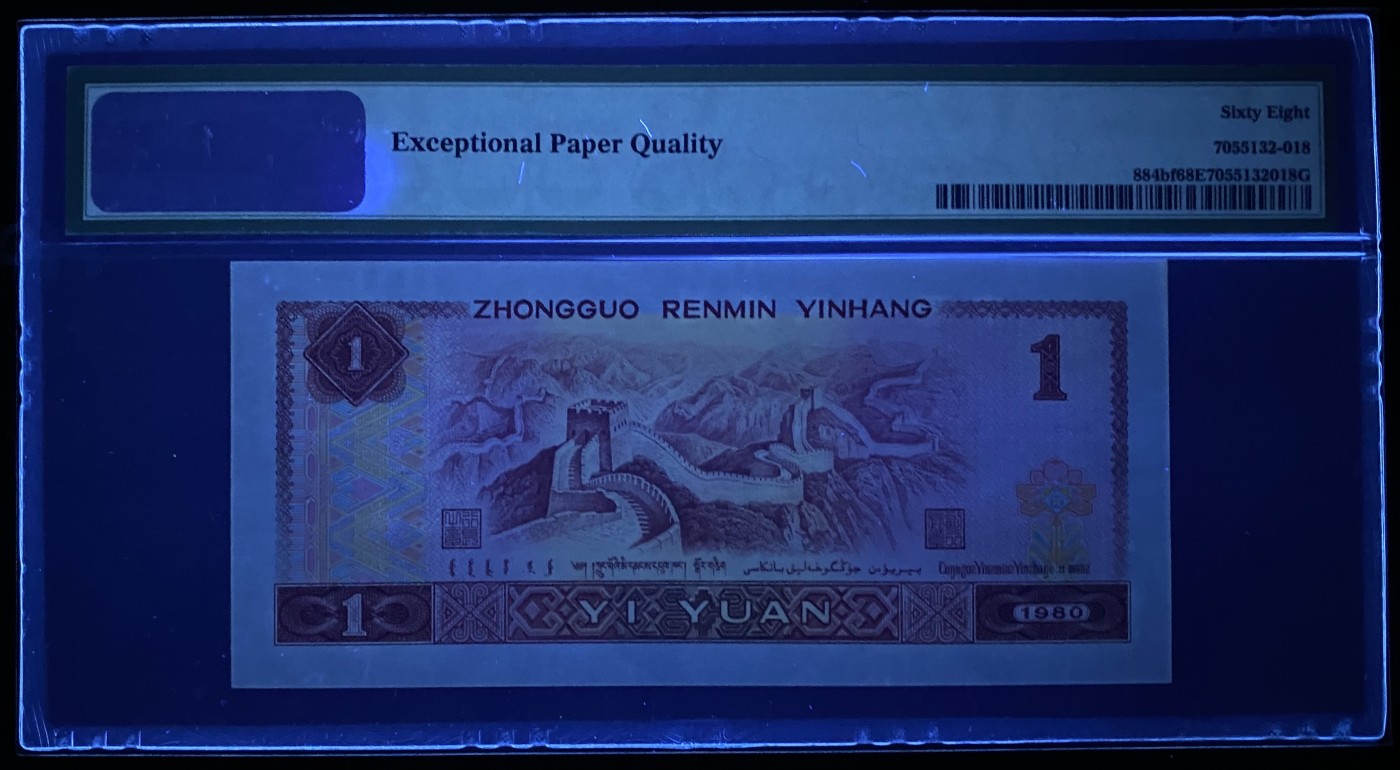 Exceptional Paper Quality
Sixty Eight
7055132-018
884bf68E7055132018G
ZHONGGUO RENMIN YINHANG
1
1
1
YI YUAN
1980